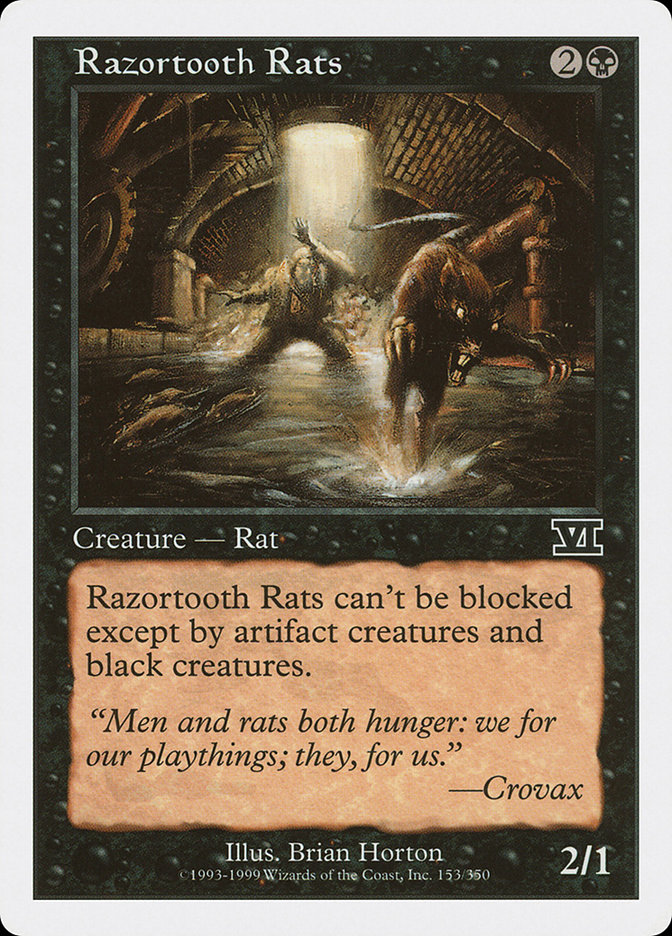 Razortooth Rats 2
Creature — Rat VI
Razortooth Rats can't be blocked
except by artifact creatures and
black creatures.
“Men and rats both hunger: we for
our playthings; they, for us.”
—Crovax
Illus. Brian Horton
©1993-1999 Wizards of the Coast, Inc. 153/350
2/1